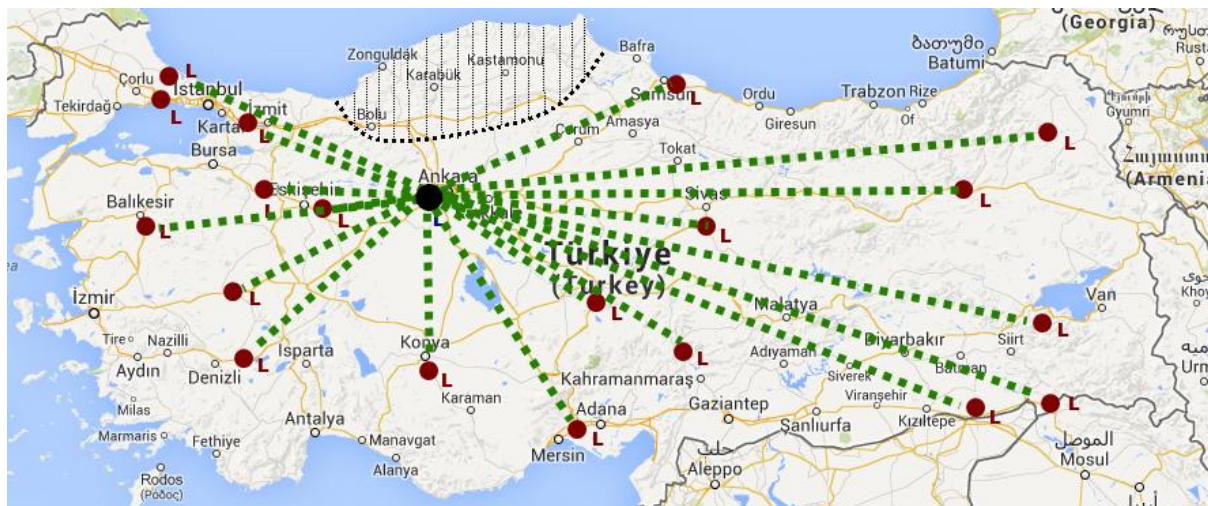 (Georgia)
Bafra
ბათუმი
Batumi
Zonguldak
Karabük
Kastamonu
L
Çorlu
Tekirdağ
İstanbul
L
Kartal
İzmit
L
Bolu
Samsun
L
Ordu
Giresun
Trabzon
Rize
Of
Gyumri
Çorum
Amasya
Tokat
L
(Armenia)
Bursa
Ankara
L
Eskişehir
L
L
Balıkesir
L
Sivas
L
L
Türkiye
(Turkey)
İzmir
L
L
Malatya
Van
L
Tire
Nazilli
Aydın
Denizli
L
Isparta
Konya
L
L
Adıyaman
Diyarbakır
Batman
Siirt
Siverek
Viranşehir
Kızıltepe
L
L
Milas
Karaman
Kahramanmaraş
Marmaris
Fethiye
Antalya
Manavgat
Alanya
Adana
L
Mersin
Gaziantep
Şanlıurfa
حلب
Aleppo
الموصل
Mosul
Rodos
(Ρόδος)